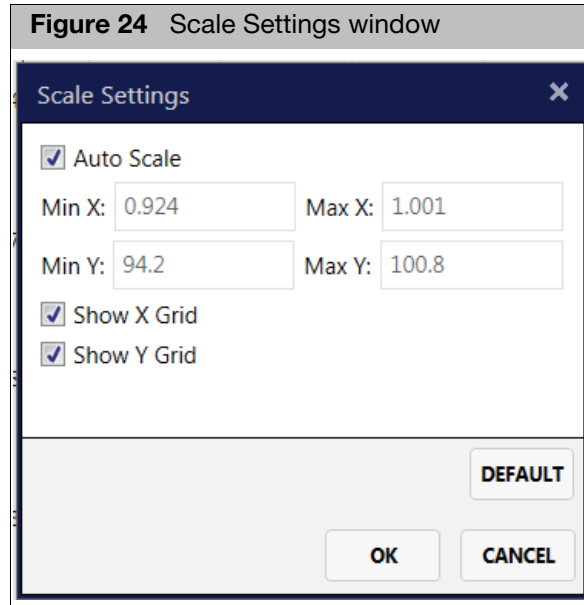 Figure 24 Scale Settings window
Scale Settings
Auto Scale
Min X: 0.924 Max X: 1.001
Min Y: 94.2 Max Y: 100.8
Show X Grid
Show Y Grid
DEFAULT
OK CANCEL